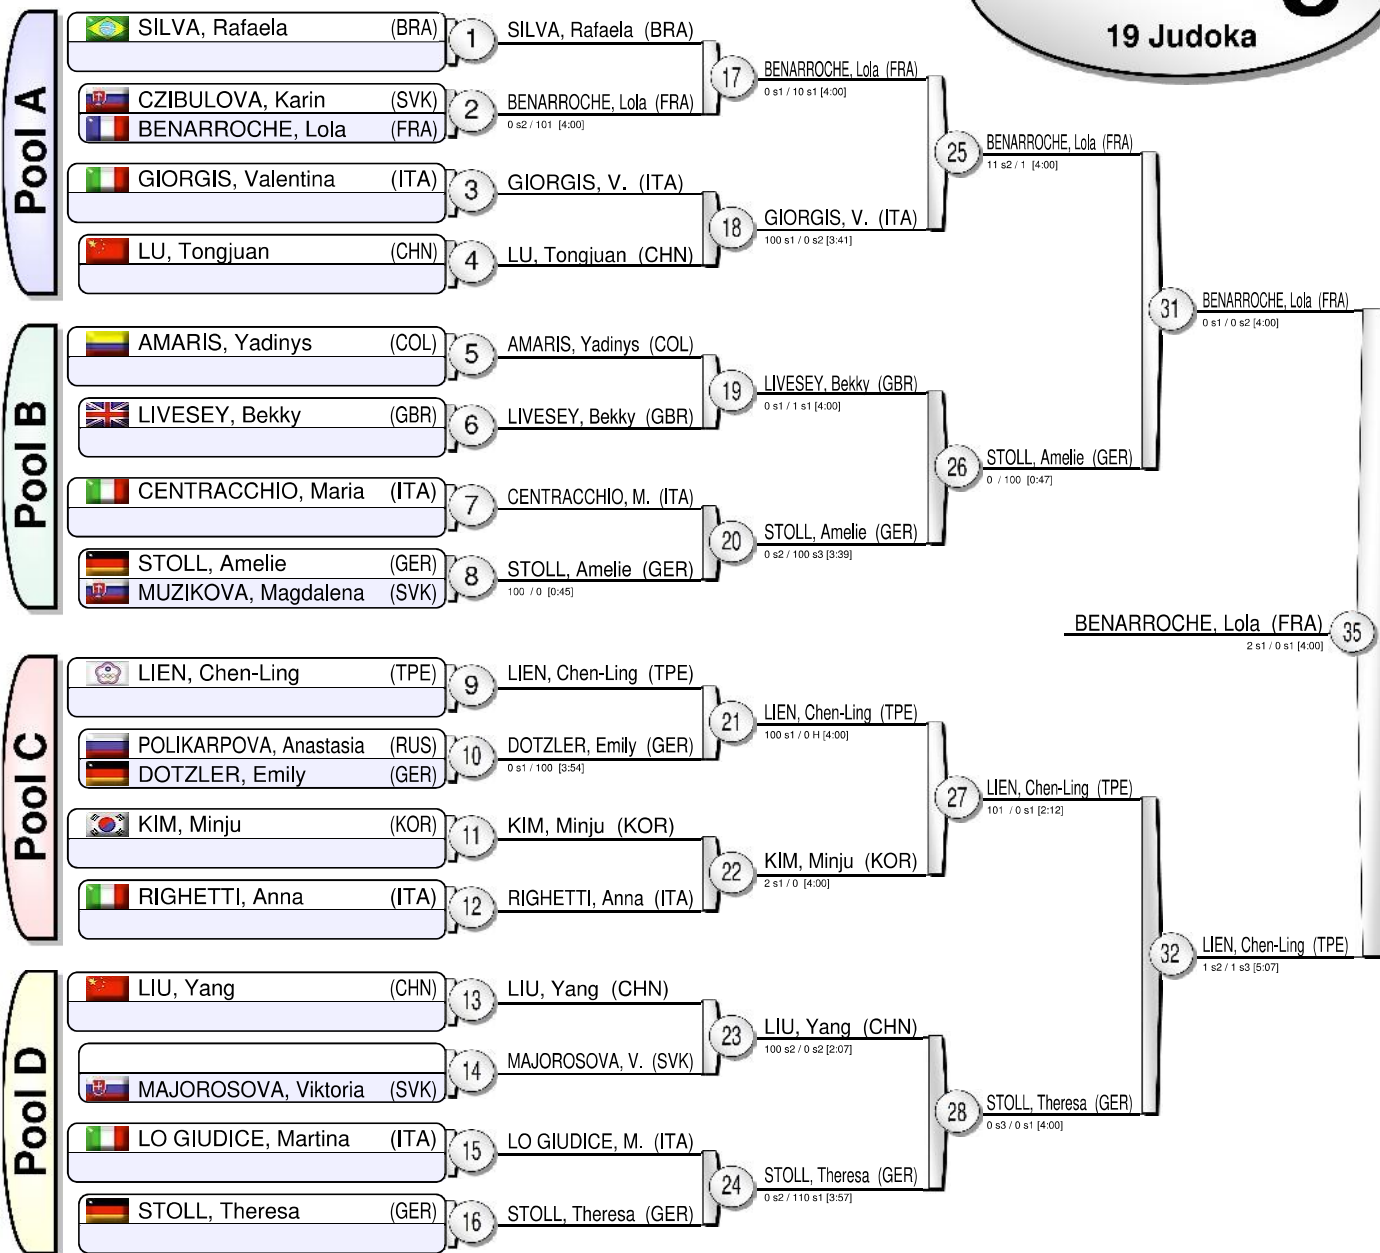 19 Judoka
Pool A
SILVA, Rafaela (BRA)
CZIBULOVA, Karin (SVK)
BENARROCHE, Lola (FRA)
GIORGIS, Valentina (ITA)
LU, Tongjuan (CHN)
1
2
3
4
SILVA, Rafaela (BRA)
BENARROCHE, Lola (FRA)
0 s2 / 101 [4:00]
GIORGIS, V. (ITA)
LU, Tongjuan (CHN)
17
18
BENARROCHE, Lola (FRA)
0 s1 / 10 s1 [4:00]
GIORGIS, V. (ITA)
100 s1 / 0 s2 [3:41]
25
BENARROCHE, Lola (FRA)
11 s2 / 1 [4:00]
Pool B
AMARIS, Yadinys (COL)
LIVESEY, Bekky (GBR)
CENTRACCHIO, Maria (ITA)
STOLL, Amelie (GER)
MUZIKOVA, Magdalena (SVK)
5
6
7
8
AMARIS, Yadinys (COL)
LIVESEY, Bekky (GBR)
CENTRACCHIO, M. (ITA)
STOLL, Amelie (GER)
100 / 0 [0:45]
19
20
LIVESEY, Bekky (GBR)
0 s1 / 1 s1 [4:00]
STOLL, Amelie (GER)
0 s2 / 100 s3 [3:39]
26
STOLL, Amelie (GER)
0 / 100 [0:47]
31
BENARROCHE, Lola (FRA)
0 s1 / 0 s2 [4:00]
BENARROCHE, Lola (FRA)
2 s1 / 0 s1 [4:00]
35
Pool C
LIEN, Chen-Ling (TPE)
POLIKARPOVA, Anastasia (RUS)
DOTZLER, Emily (GER)
KIM, Minju (KOR)
RIGHETTI, Anna (ITA)
9
10
11
12
LIEN, Chen-Ling (TPE)
DOTZLER, Emily (GER)
0 s1 / 100 [3:54]
KIM, Minju (KOR)
RIGHETTI, Anna (ITA)
21
22
LIEN, Chen-Ling (TPE)
100 s1 / 0 H [4:00]
KIM, Minju (KOR)
2 s1 / 0 [4:00]
27
LIEN, Chen-Ling (TPE)
101 / 0 s1 [2:12]
Pool D
LIU, Yang (CHN)
MAJOROSOVA, Viktoria (SVK)
LO GIUDICE, Martina (ITA)
STOLL, Theresa (GER)
13
14
15
16
LIU, Yang (CHN)
MAJOROSOVA, V. (SVK)
LO GIUDICE, M. (ITA)
STOLL, Theresa (GER)
23
24
LIU, Yang (CHN)
100 s2 / 0 s2 [2:07]
STOLL, Theresa (GER)
0 s2 / 110 s1 [3:57]
28
STOLL, Theresa (GER)
0 s3 / 0 s1 [4:00]
32
LIEN, Chen-Ling (TPE)
1 s2 / 1 s3 [5:07]